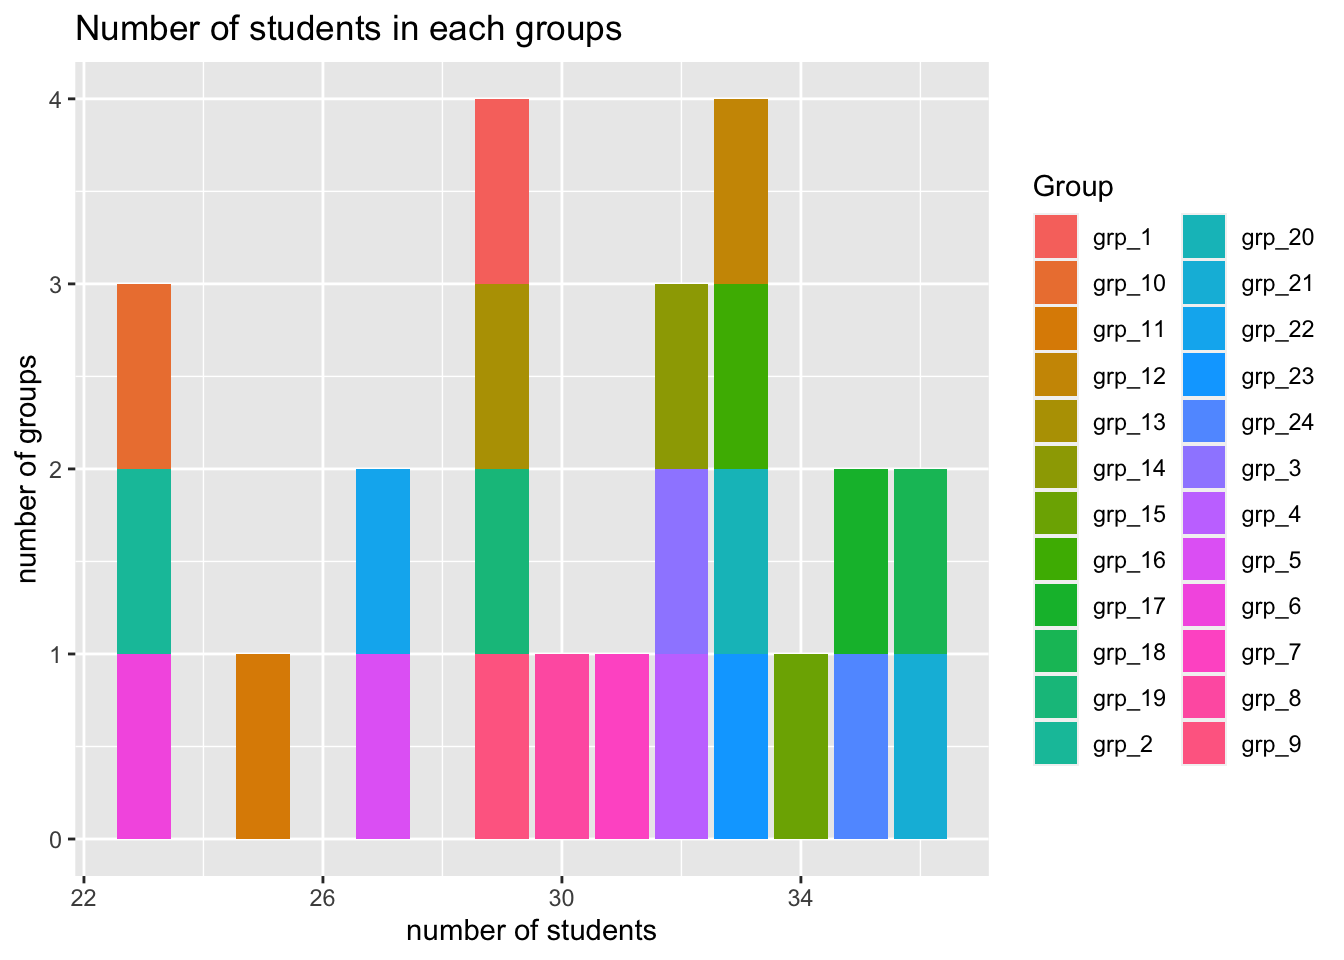 Number of students in each groups
number of groups
4
3
2
1
0
22 26 30 34
number of students
Group
grp_1
grp_10
grp_11
grp_12
grp_13
grp_14
grp_15
grp_16
grp_17
grp_18
grp_19
grp_2
grp_20
grp_21
grp_22
grp_23
grp_24
grp_3
grp_4
grp_5
grp_6
grp_7
grp_8
grp_9